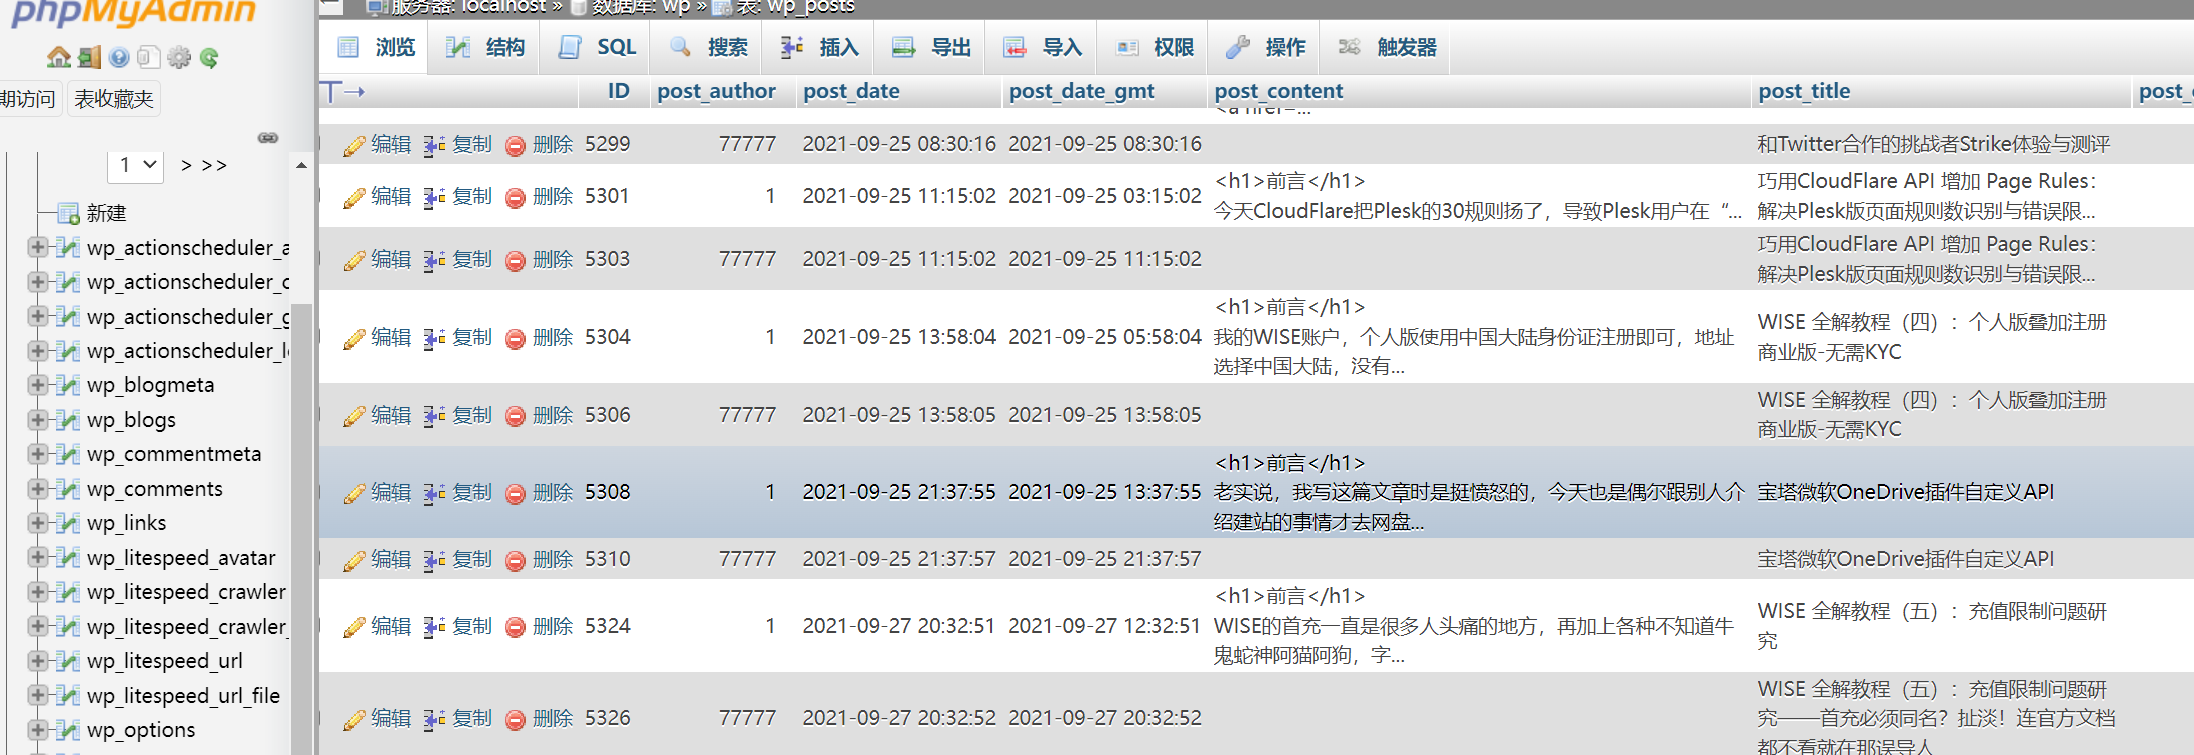 phpMyAdmin
服务器: localhost » 数据库: wp » 表: wp_posts
浏览 结构 SQL 搜索 插入 导出 导入 权限 操作 触发器
期访问 表收藏夹
1 > >>
新建
wp_actionscheduler_a
wp_actionscheduler_c
wp_actionscheduler_g
wp_actionscheduler_l
wp_blogmeta
wp_blogs
wp_commentmeta
wp_comments
wp_links
wp_litespeed_avatar
wp_litespeed_crawler
wp_litespeed_crawler_
wp_litespeed_url
wp_litespeed_url_file
wp_options
ID post_author post_date post_date_gmt post_content post_title post_
<a href=...
编辑 复制 删除 5299 77777 2021-09-25 08:30:16 2021-09-25 08:30:16 和Twitter合作的挑战者Strike体验与测评
编辑 复制 删除 5301 1 2021-09-25 11:15:02 2021-09-25 03:15:02
<h1>前言</h1>
今天CloudFlare把Plesk的30规则扬了，导致Plesk用户在“...
巧用CloudFlare API 增加 Page Rules：
解决Plesk版页面规则数识别与错误限...
编辑 复制 删除 5303 77777 2021-09-25 11:15:02 2021-09-25 11:15:02
巧用CloudFlare API 增加 Page Rules：
解决Plesk版页面规则数识别与错误限...
编辑 复制 删除 5304 1 2021-09-25 13:58:04 2021-09-25 05:58:04
<h1>前言</h1>
我的WISE账户，个人版使用中国大陆身份证注册即可，地址
选择中国大陆，没有...
WISE 全解教程（四）：个人版叠加注册
商业版-无需KYC
编辑 复制 删除 5306 77777 2021-09-25 13:58:05 2021-09-25 13:58:05
WISE 全解教程（四）：个人版叠加注册
商业版-无需KYC
编辑 复制 删除 5308 1 2021-09-25 21:37:55 2021-09-25 13:37:55
<h1>前言</h1>
老实说，我写这篇文章时是挺愤怒的，今天也是偶尔跟别人介
绍建站的事情才去网盘...
宝塔微软OneDrive插件自定义API
编辑 复制 删除 5310 77777 2021-09-25 21:37:57 2021-09-25 21:37:57 宝塔微软OneDrive插件自定义API
编辑 复制 删除 5324 1 2021-09-27 20:32:51 2021-09-27 12:32:51
<h1>前言</h1>
WISE的首充一直是很多人头痛的地方，再加上各种不知道牛
鬼蛇神阿猫阿狗，字...
WISE 全解教程（五）：充值限制问题研
究
编辑 复制 删除 5326 77777 2021-09-27 20:32:52 2021-09-27 20:32:52
WISE 全解教程（五）：充值限制问题研
究——首充必须同名？扯淡！连官方文档
都不看就在那误导人